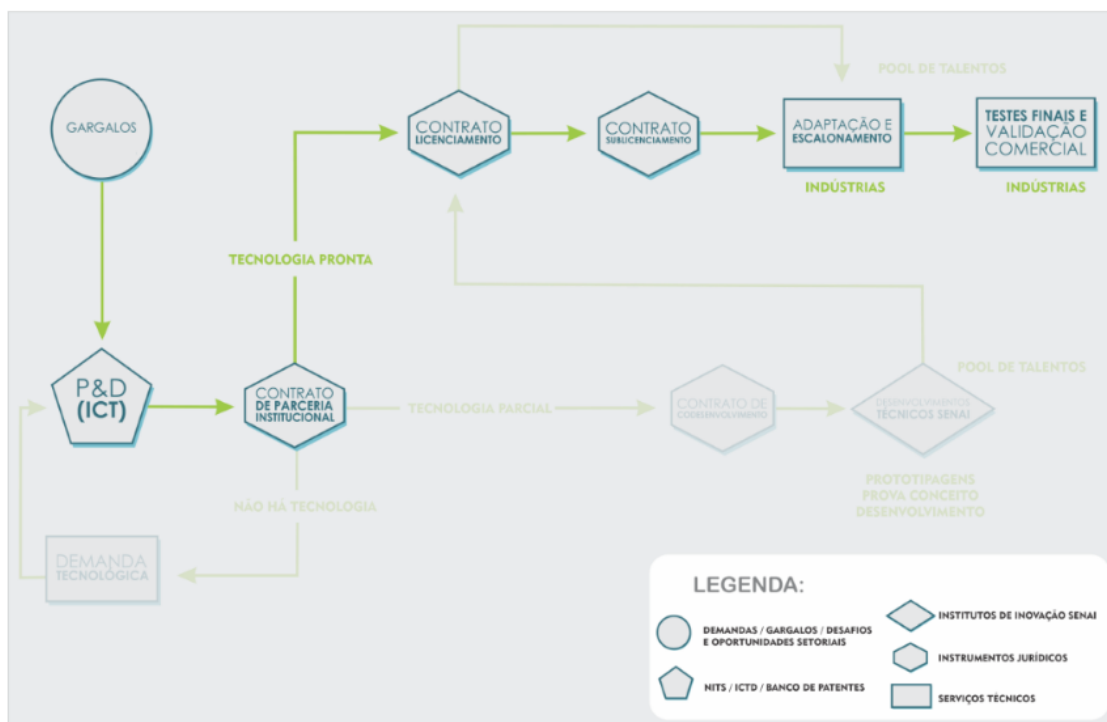 POOL DE TALENTOS
GARGALOS
CONTRATO
LICENCIAMENTO
CONTRATO
SUBLICENCIAMENTO
ADAPTAÇÃO E
ESCALONAMENTO
TESTES FINAIS E
VALIDAÇÃO
COMERCIAL
INDÚSTRIAS
INDÚSTRIAS
TECNOLOGIA PRONTA
P&D
(ICT)
CONTRATO
DE PARCERIA
INSTITUCIONAL
TECNOLOGIA PARCIAL
CONTRATO DE
CODESENVOLVIMENTO
POOL DE TALENTOS
DESENVOLVIMENTOS
TÉCNICOS SENAI
PROTOTIPAGENS
PROVA CONCEITO
DESENVOLVIMENTO
NÃO HÁ TECNOLOGIA
DEMANDA
TECNOLÓGICA
LEGENDA:
DEMANDAS / GARGALOS / DESAFIOS
E OPORTUNIDADES SETORIAIS
NITS / ICTD / BANCO DE PATENTES
INSTITUTOS DE INOVAÇÃO SENAI
INSTRUMENTOS JURÍDICOS
SERVIÇOS TÉCNICOS